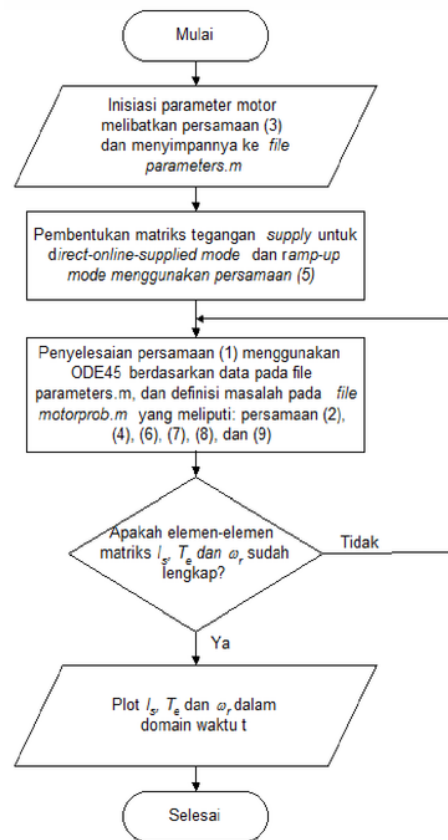 Mulai
Inisiasi parameter motor
melibatkan persamaan (3)
dan menyimpannya ke file
parameters.m
Pembentukan matriks tegangan supply untuk
direct-online-supplied mode dan ramp-up
mode menggunakan persamaan (5)
Penyelesaian persamaan (1) menggunakan
ODE45 berdasarkan data pada file
parameters.m, dan definisi masalah pada file
motorprob.m yang meliputi: persamaan (2),
(4), (6), (7), (8), dan (9)
Apakah elemen-elemen
matriks Is, Te dan ωr sudah
lengkap?
Tidak
Ya
Plot Is, Te dan ωr dalam
domain waktu t
Selesai